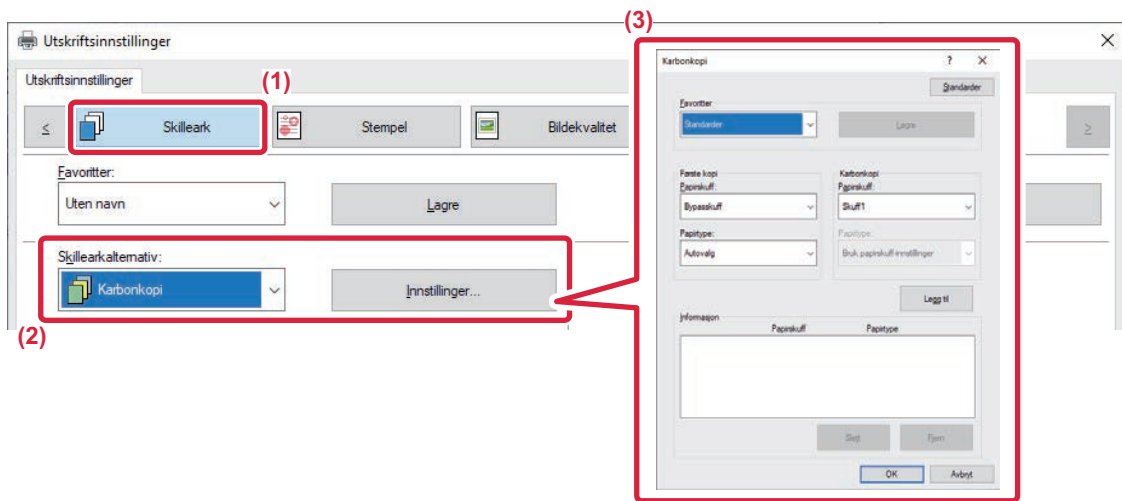 (3)
Utskriftsinnstillinger
Utskriftsinnstillinger
(1)
≤ Skilleark Stempel Bildekvalitet ≥
Favoritter:
Uten navn Lagre
Skillearkalternativ:
Karbonkopi Innstillinger...
(2)
Karbonkopi ?
Standarder
Favoritter
Standarder Lagre
Første kopi Karbonkopi
Papirskuff: Papirskuff:
Bypasskuff Skuff1
Papirtype: Papirtype:
Autovalg Bruk papirskuff innstillinger
Legg til
Informasjon
Papirskuff Papirtype
Slett Fjern
OK Avbryt